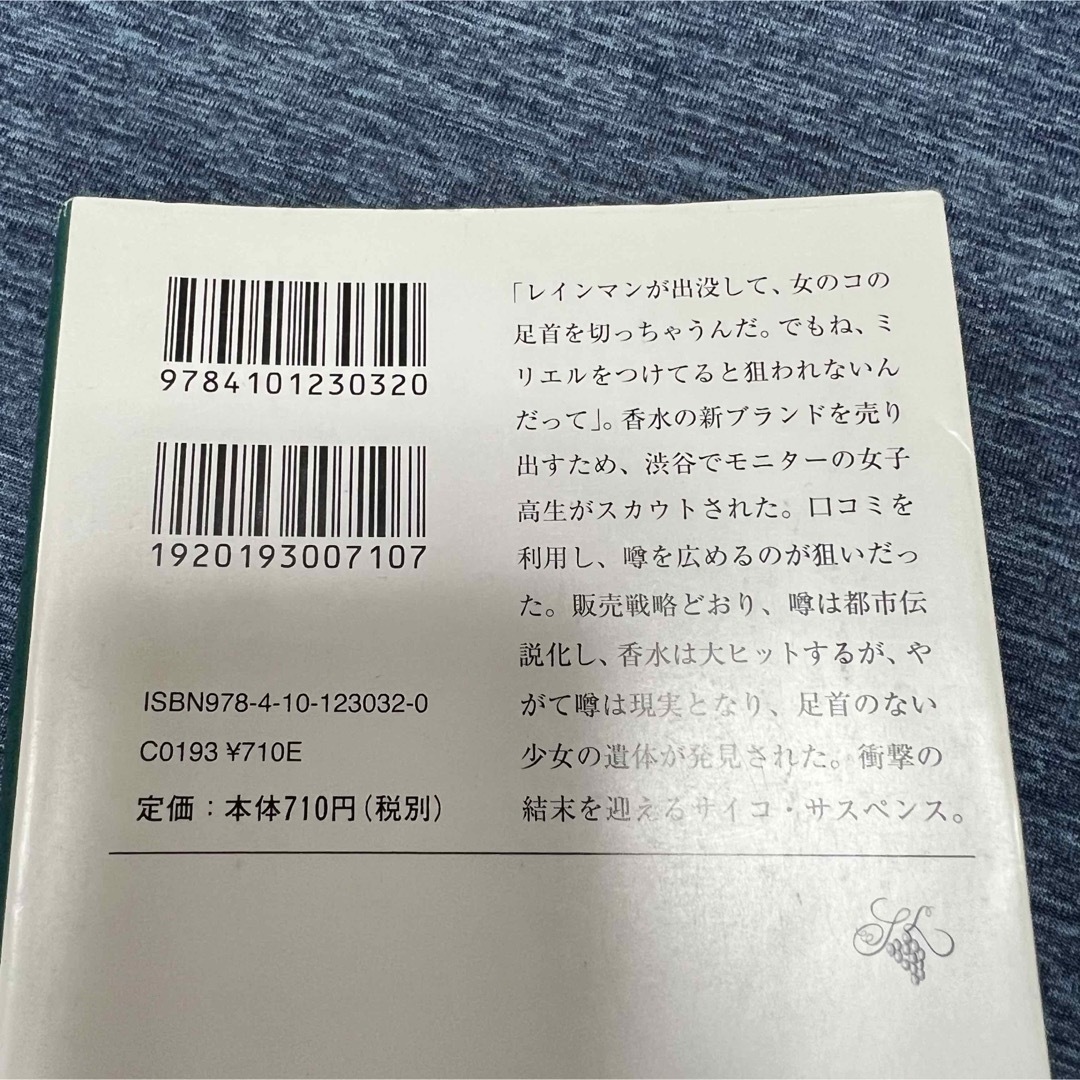 9784101230320
1920193007107
ISBN978-4-10-123032-0
C0193 ¥710E
定価：本体710円(税別)
「レインマンが出没して、女のコの
足首を切っちゃうんだ。でもね、ミ
リエルをつけてると狙われないん
だって」。香水の新ブランドを売り
出すため、渋谷でモニターの女子
高生がスカウトされた。口コミを
利用し、噂を広めるのが狙いだっ
た。販売戦略どおり、噂は都市伝
説化し、香水は大ヒットするが、や
がて噂は現実となり、足首のない
少女の遺体が発見された。衝撃の
結末を迎えるサイコ・サスペンス。